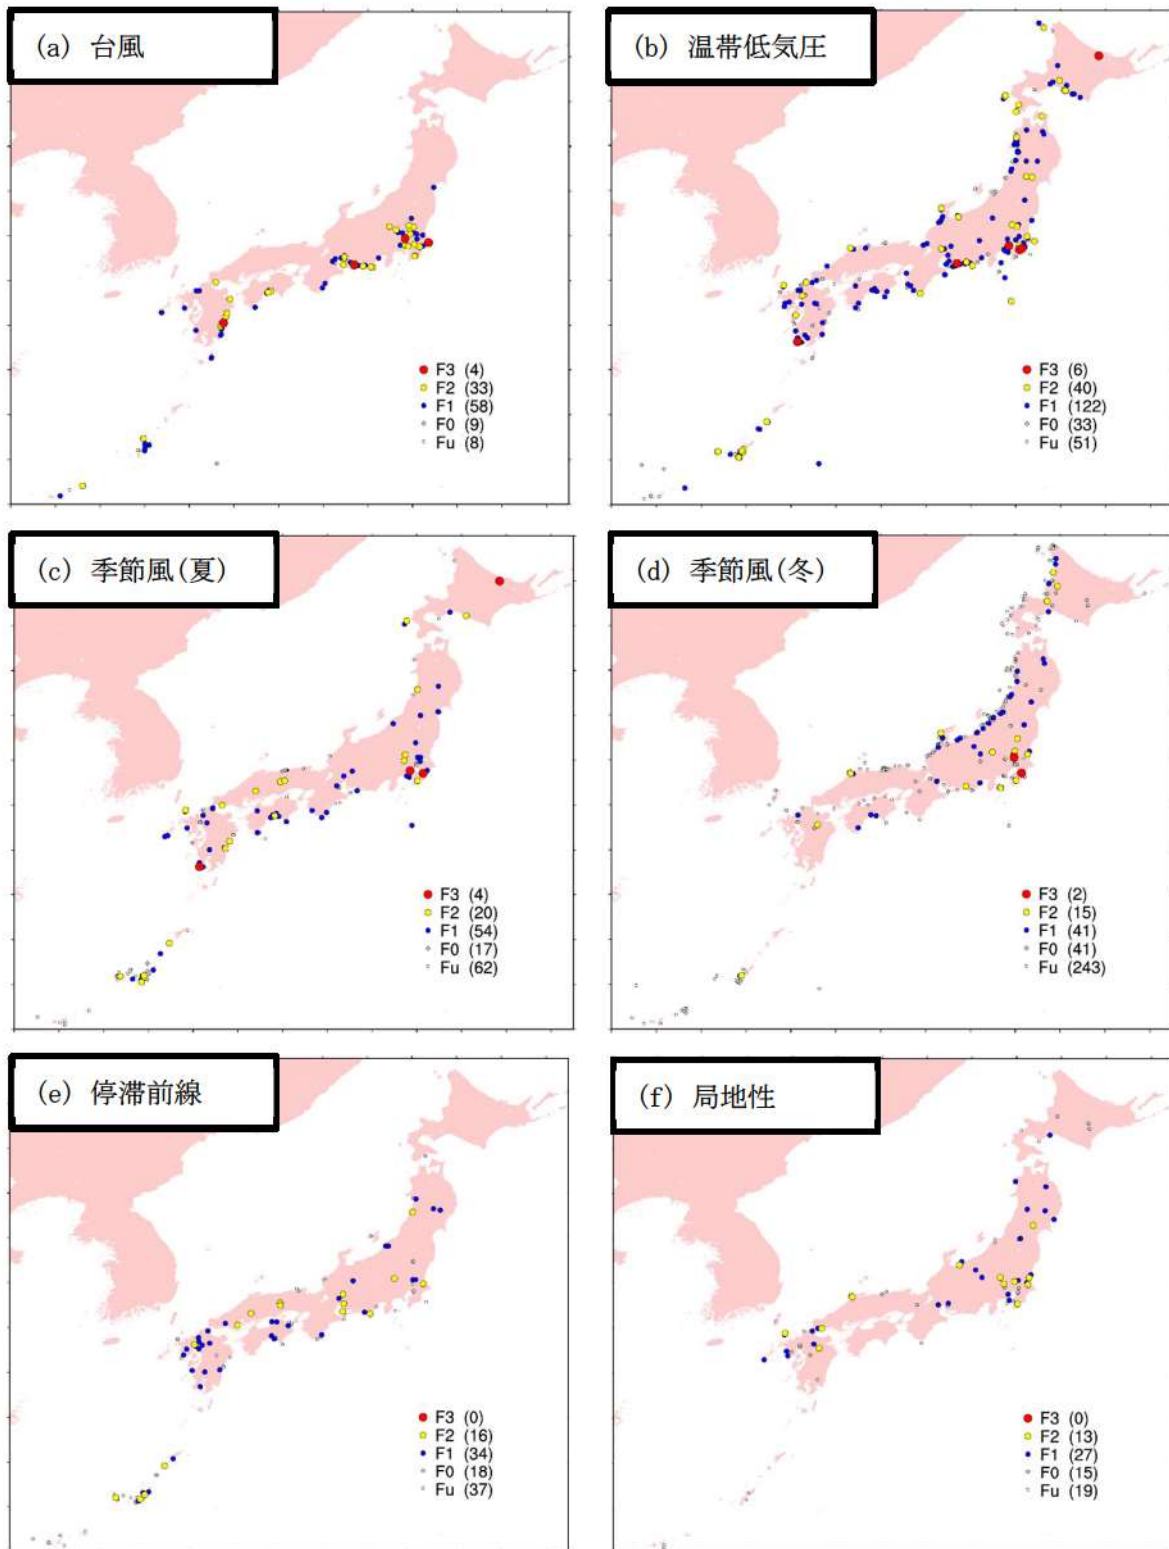 (a) 台風
F3 (4)
F2 (33)
F1 (58)
F0 (9)
Fu (8)
(b) 温帯低気圧
F3 (6)
F2 (40)
F1 (122)
F0 (33)
Fu (51)
(c) 季節風(夏)
F3 (4)
F2 (20)
F1 (54)
F0 (17)
Fu (62)
(d) 季節風(冬)
F3 (2)
F2 (15)
F1 (41)
F0 (41)
Fu (243)
(e) 停滞前線
F3 (0)
F2 (16)
F1 (34)
F0 (18)
Fu (37)
(f) 局地性
F3 (0)
F2 (13)
F1 (27)
F0 (15)
Fu (19)